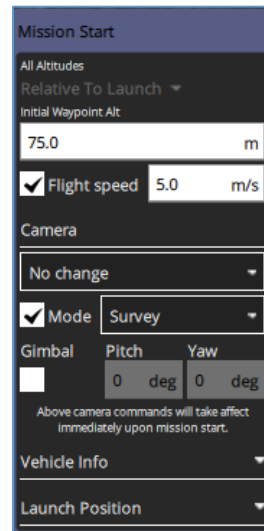 Mission Start
All Altitudes
Relative To Launch
Initial Waypoint Alt
75.0 m
Flight speed 5.0 m/s
Camera
No change
Mode Survey
Gimbal Pitch Yaw
0 deg 0 deg
Above camera commands will take affect
immediately upon mission start.
Vehicle Info
Launch Position